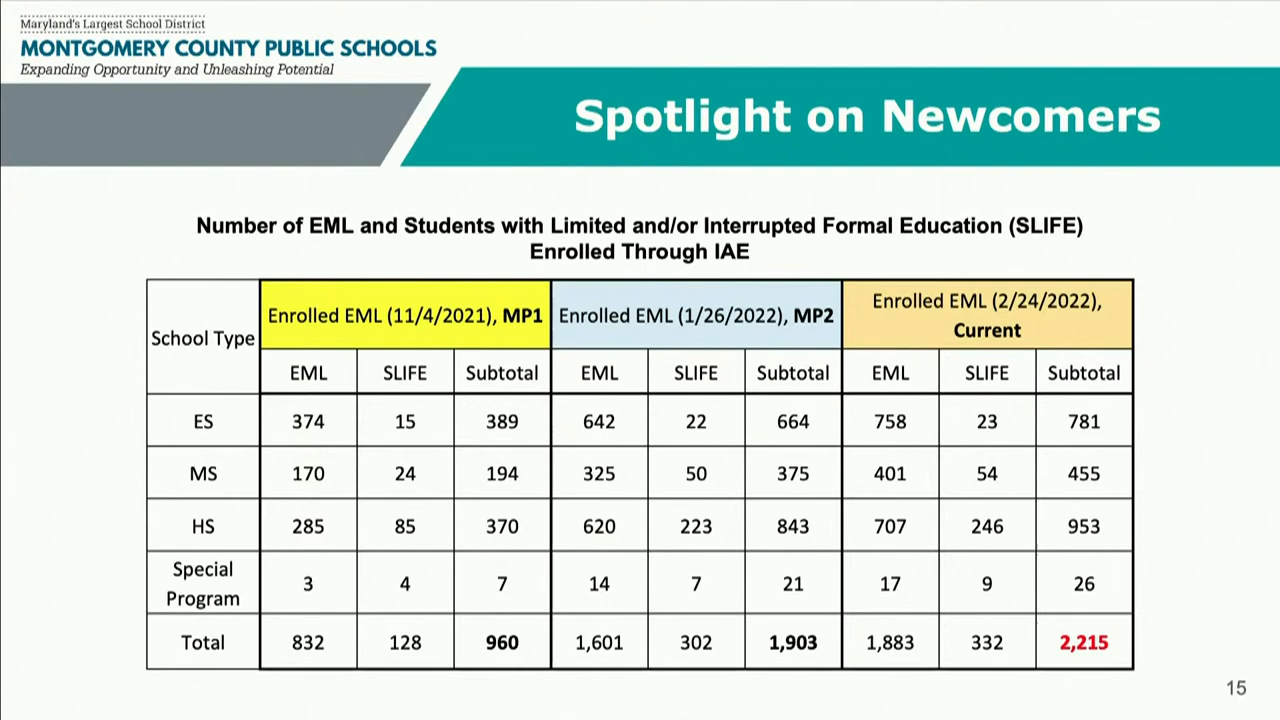 Maryland's Largest School District
MONTGOMERY COUNTY PUBLIC SCHOOLS
Expanding Opportunity and Unleashing Potential
Spotlight on Newcomers
Number of EML and Students with Limited and/or Interrupted Formal Education (SLIFE)
Enrolled Through IAE
School Type
Enrolled EML (11/4/2021), MP1
Enrolled EML (1/26/2022), MP2
Enrolled EML (2/24/2022),
Current
EML SLIFE Subtotal EML SLIFE Subtotal EML SLIFE Subtotal
ES 374 15 389 642 22 664 758 23 781
MS 170 24 194 325 50 375 401 54 455
HS 285 85 370 620 223 843 707 246 953
Special
Program
3 4 7 14 7 21 17 9 26
Total 832 128 960 1,601 302 1,903 1,883 332 2,215
15